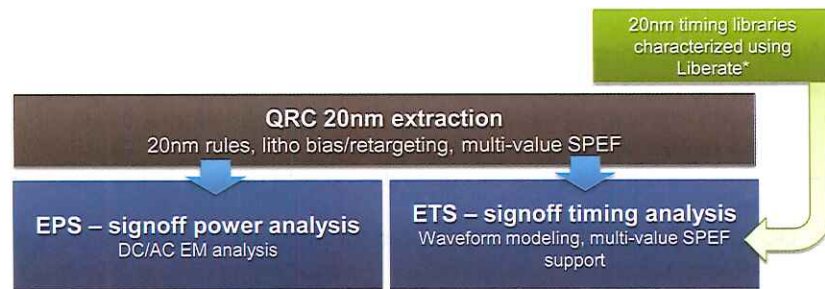 20nm timing libraries
characterized using
Liberate*
QRC 20nm extraction
20nm rules, litho bias/retargeting, multi-value SPEF
EPS – signoff power analysis
DC/AC EM analysis
ETS – signoff timing analysis
Waveform modeling, multi-value SPEF
support